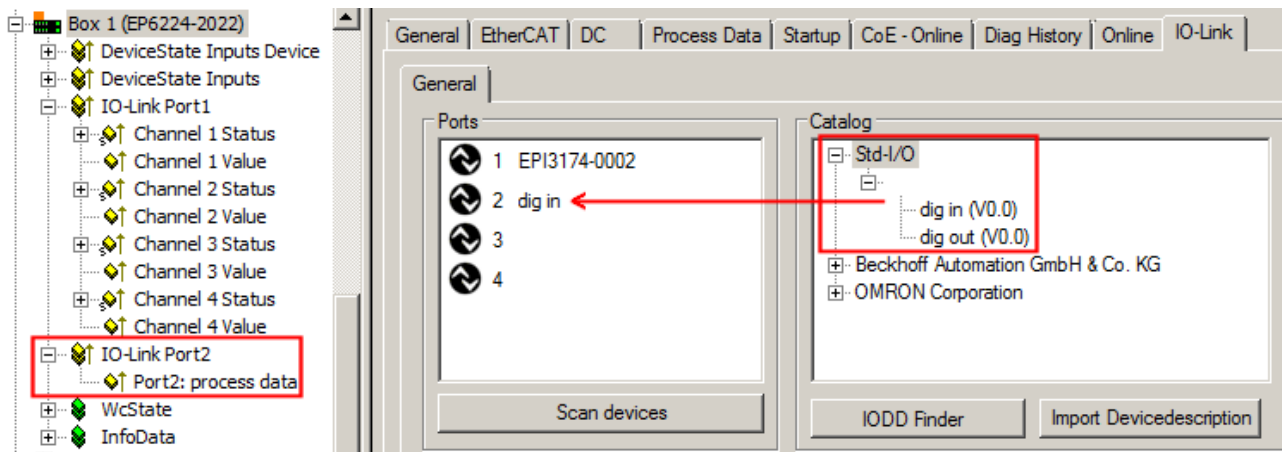 Box 1 (EP6224-2022)
DeviceState Inputs Device
DeviceState Inputs
IO-Link Port1
Channel 1 Status
Channel 1 Value
Channel 2 Status
Channel 2 Value
Channel 3 Status
Channel 3 Value
Channel 4 Status
Channel 4 Value
IO-Link Port2
Port2: process data
WcState
InfoData
General EtherCAT DC Process Data Startup CoE - Online Diag History Online IO-Link
General
Ports
1 EPI3174-0002
2 dig in
3
4
Scan devices
Catalog
Std-I/O
dig in (V0.0)
dig out (V0.0)
Beckhoff Automation GmbH & Co. KG
OMRON Corporation
IODD Finder
Import Devicedescription